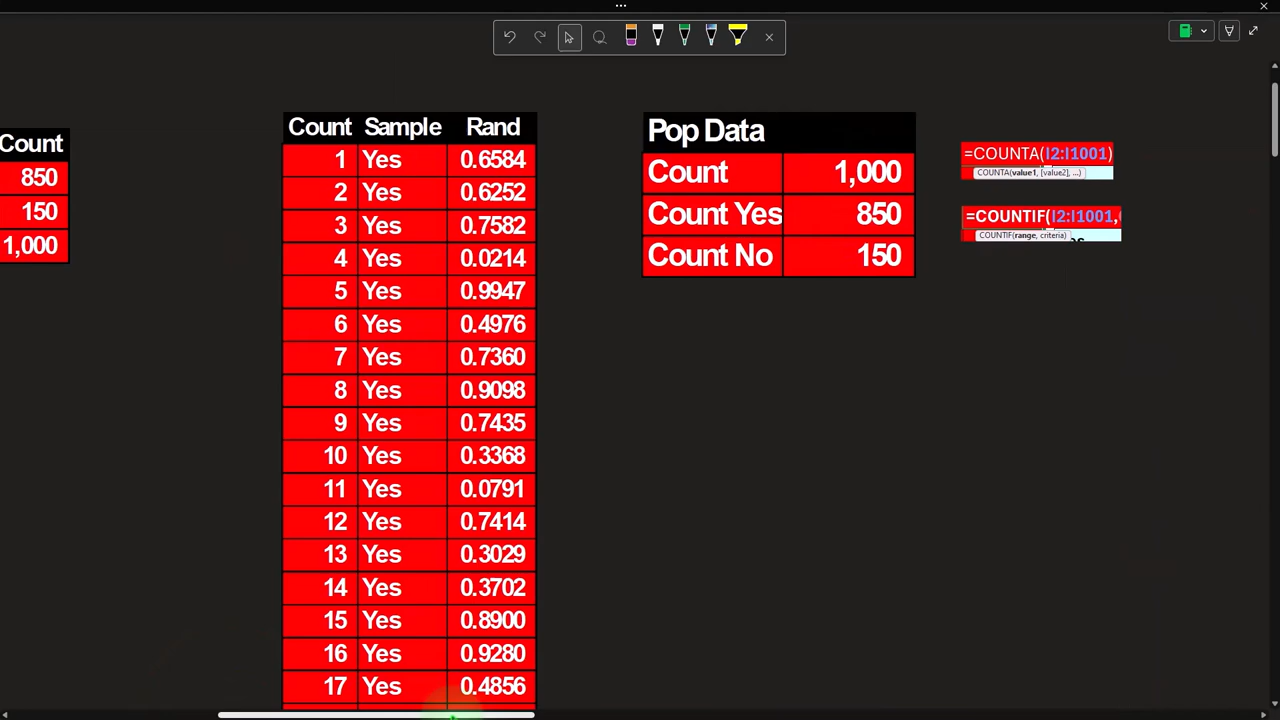 Count
850
150
1,000
Count Sample Rand
1 Yes 0.6584
2 Yes 0.6252
3 Yes 0.7582
4 Yes 0.0214
5 Yes 0.9947
6 Yes 0.4976
7 Yes 0.7360
8 Yes 0.9098
9 Yes 0.7435
10 Yes 0.3368
11 Yes 0.0791
12 Yes 0.7414
13 Yes 0.3029
14 Yes 0.3702
15 Yes 0.8900
16 Yes 0.9280
17 Yes 0.4856
Pop Data
Count 1,000
Count Yes 850
Count No 150
=COUNTA(I2:I1001)
COUNTA(value1, [value2], ...)
=COUNTIF(I2:I1001,
COUNTIF(range, criteria)